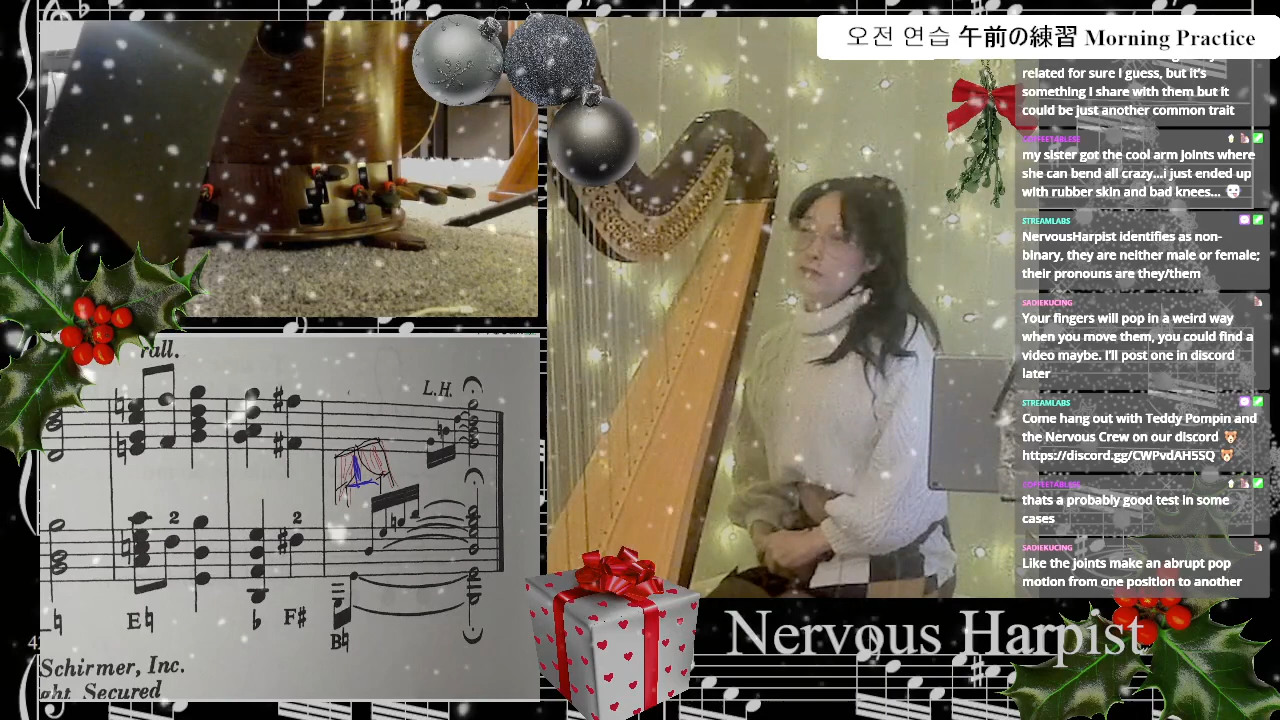 오전 연습 午前の練習 Morning Practice
related for sure I guess, but it's
something I share with them but it
could be just another common trait
COFFEETABLESS
my sister got the cool arm joints where
she can bend all crazy...i just ended up
with rubber skin and bad knees...
STREAMLABS
NervousHarpist identifies as non-
binary, they are neither male or female;
their pronouns are they/them
SADIEKUCING
Your fingers will pop in a weird way
when you move them, you could find a
video maybe. I'll post one in discord
later
STREAMLABS
Come hang out with Teddy Pompin and
the Nervous Crew on our discord 🐹
https://discord.gg/CWPvdAH5SQ 🐹
COFFEETABLESS
thats a probably good test in some
cases
SADIEKUCING
Like the joints make an abrupt pop
motion from one position to another
rall.
L.H.
2 2
E♮ ♭ F#
B♮
Schirmer, Inc.
ght Secured
Nervous Harpist